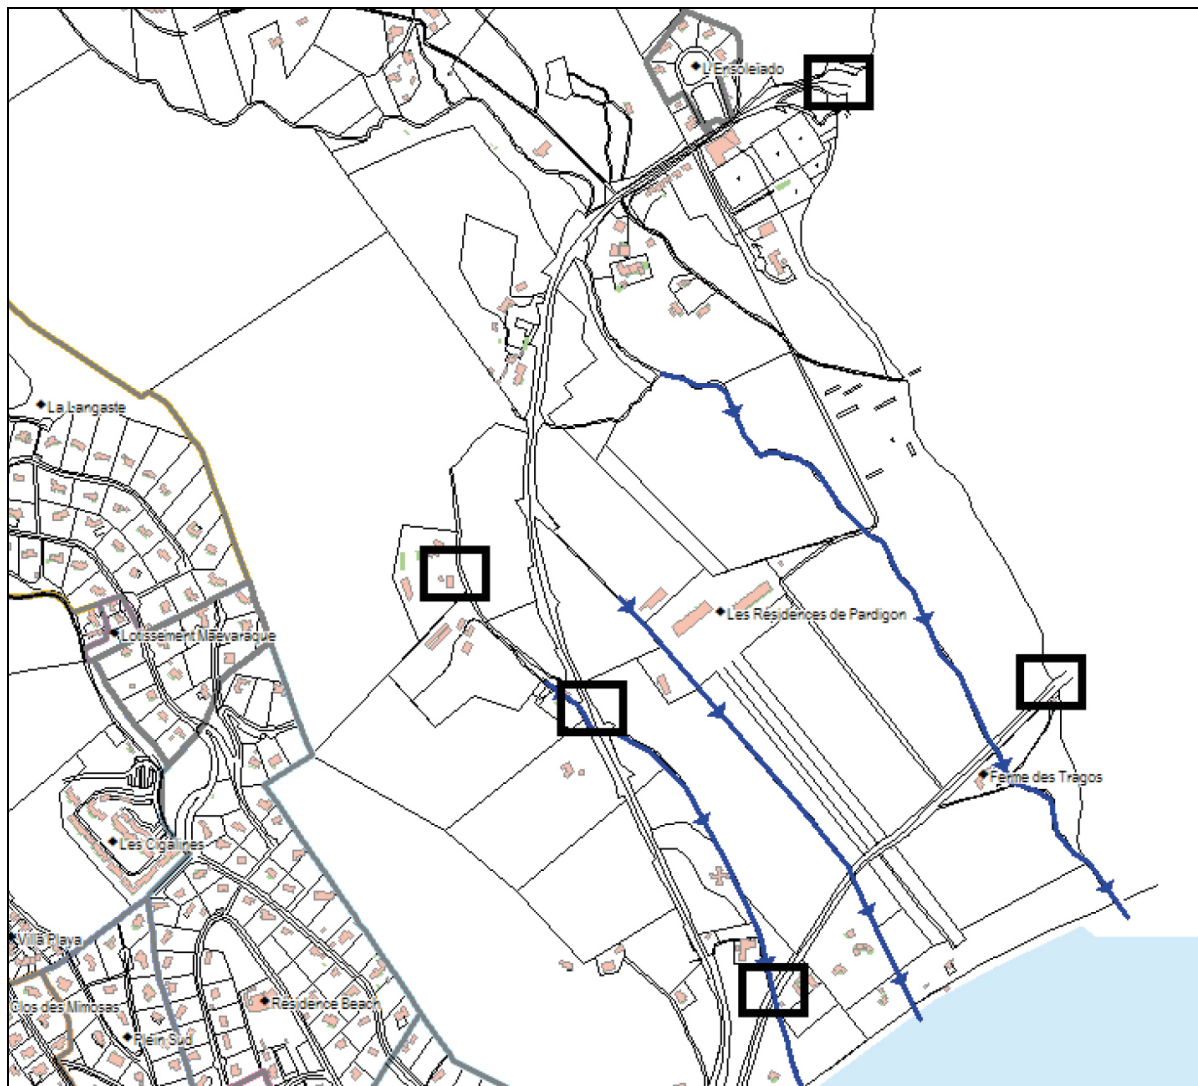 L'Ensoleïado
La Langaste
Les Résidences de Pardigon
Lotissement Maevaraque
Ferme des Tragos
Les Cigalines
Villa Playa
Clos des Mimosas
Résidence Beach
Plein Sud